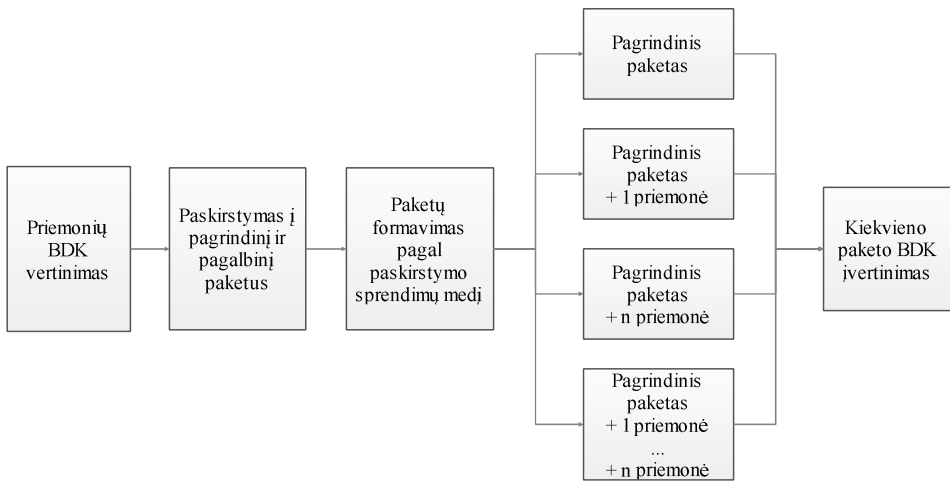 Priemonių
BDK
vertinimas
Paskirstymas į
pagrindinį ir
pagalbinį
paketus
Paketų
formavimas
pagal
paskirstymo
sprendimų medį
Pagrindinis
paketas
Pagrindinis
paketas
+ 1 priemonė
Pagrindinis
paketas
+ n priemonė
Pagrindinis
paketas
+ 1 priemonė
...
+ n priemonė
Kiekvieno
paketo BDK
įvertinimas